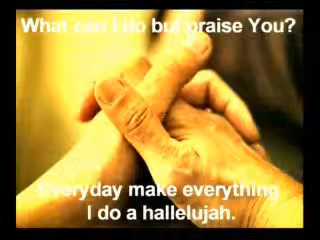 What can I do but praise You?
Everyday make everything
I do a hallelujah.